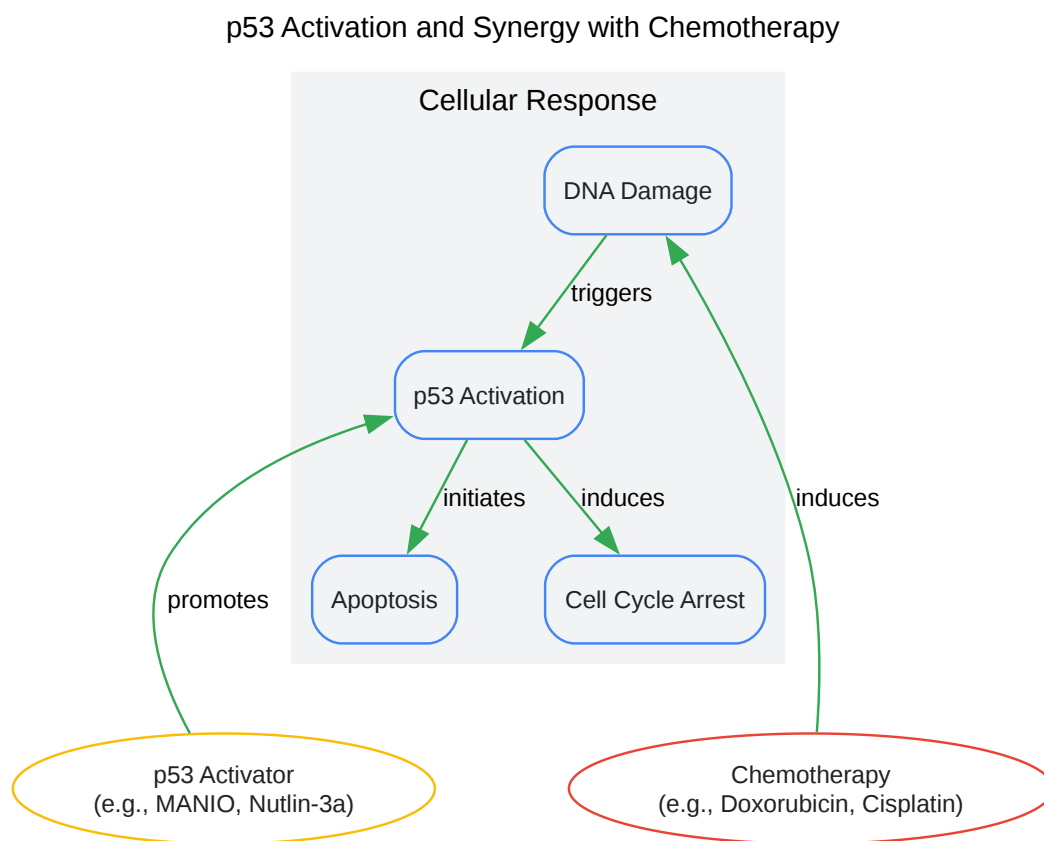 p53 Activation and Synergy with Chemotherapy
Cellular Response
DNA Damage
triggers
p53 Activation
initiates
induces
induces
Apoptosis
Cell Cycle Arrest
promotes
p53 Activator
(e.g., MANIO, Nutlin-3a)
Chemotherapy
(e.g., Doxorubicin, Cisplatin)